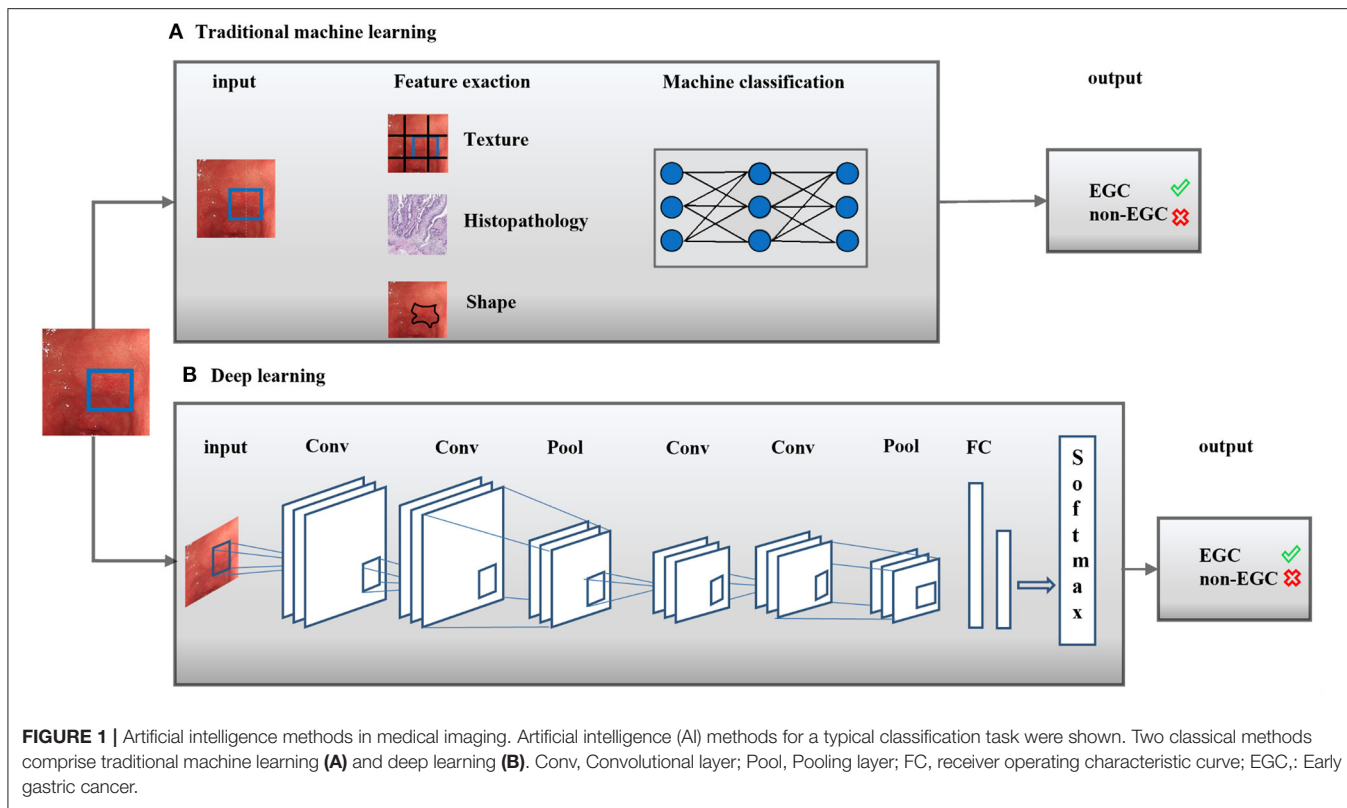 A Traditional machine learning
input
Feature exaction
Machine classification
output
Texture
Histopathology
Shape
EGC
non-EGC
B Deep learning
input
Conv
Conv
Pool
Conv
Conv
Pool
FC
Softmax
output
EGC
non-EGC
FIGURE 1 | Artificial intelligence methods in medical imaging. Artificial intelligence (AI) methods for a typical classification task were shown. Two classical methods
comprise traditional machine learning (A) and deep learning (B). Conv, Convolutional layer; Pool, Pooling layer; FC, receiver operating characteristic curve; EGC,: Early
gastric cancer.